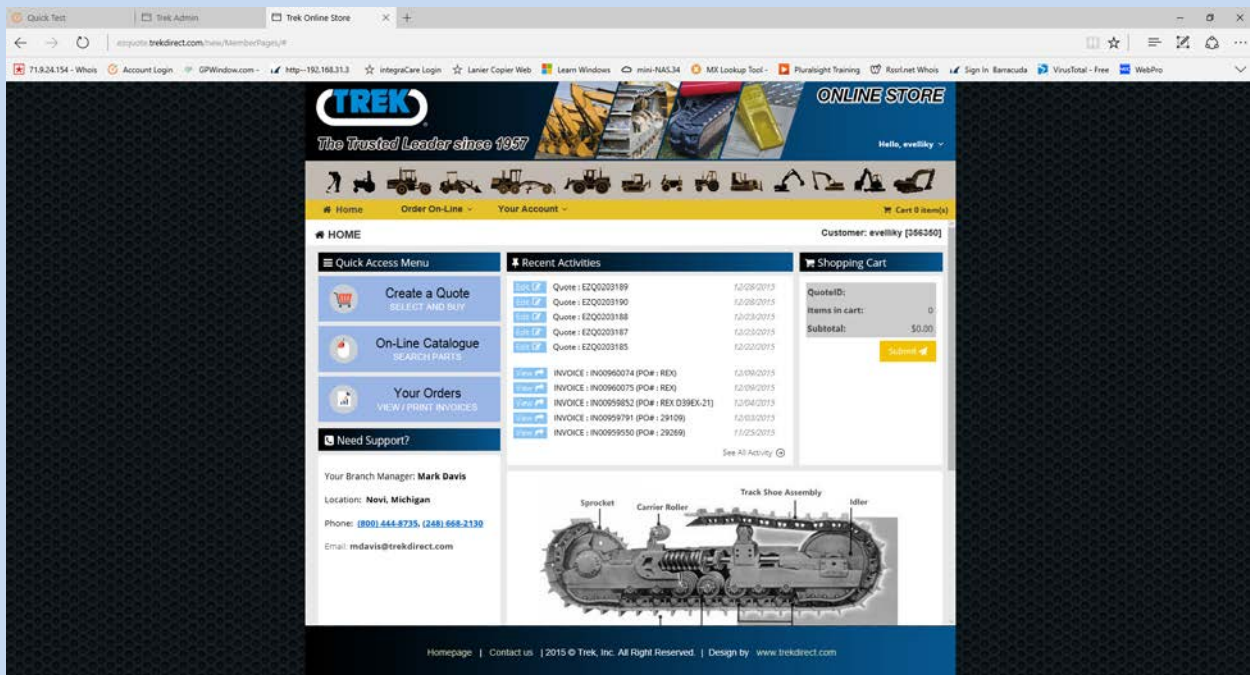 Quick Test
Trek Admin
Trek Online Store
ezquote.trekdirect.com/new/MemberPages/#
71.9.24.154 - Whois
Account Login
GPWindow.com -
http--192.168.31.3
integraCare Login
Lanier Copier Web
Learn Windows
mini-NAS.34
MX Lookup Tool -
Pluralsight Training
Rssrl.net Whois
Sign In Barracuda
VirusTotal - Free
WebPro
TREK
ONLINE STORE
The Trusted Leader since 1957
Hello, evelliky
Home
Order On-Line
Your Account
Cart 0 item(s)
HOME
Customer: evelliky [356350]
Quick Access Menu
Create a Quote
SELECT AND BUY
On-Line Catalogue
SEARCH PARTS
Your Orders
VIEW / PRINT INVOICES
Need Support?
Your Branch Manager: Mark Davis
Location: Novi, Michigan
Phone: (800) 444-8735, (248) 668-2130
Email: mdavis@trekdirect.com
Recent Activities
Edit Quote : EZQ0203189 12/28/2015
Edit Quote : EZQ0203190 12/28/2015
Edit Quote : EZQ0203188 12/23/2015
Edit Quote : EZQ0203187 12/23/2015
Edit Quote : EZQ0203185 12/22/2015
View INVOICE : IN00960074 (PO# : REX) 12/09/2015
View INVOICE : IN00960075 (PO# : REX) 12/09/2015
View INVOICE : IN00959852 (PO# : REX D39EX-21) 12/04/2015
View INVOICE : IN00959791 (PO# : 29109) 12/03/2015
View INVOICE : IN00959550 (PO# : 29269) 11/25/2015
See All Activity
Shopping Cart
QuoteID:
Items in cart: 0
Subtotal: $0.00
Submit
Sprocket
Carrier Roller
Track Shoe Assembly
Idler
Homepage | Contact us | 2015 © Trek, Inc. All Right Reserved. | Design by www.trekdirect.com